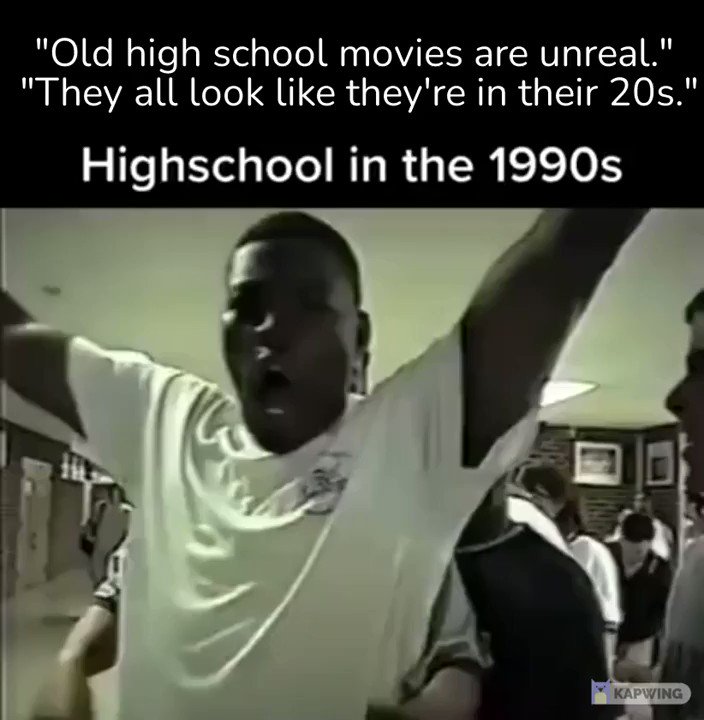 "Old high school movies are unreal."
"They all look like they're in their 20s."
Highschool in the 1990s
KAPWING